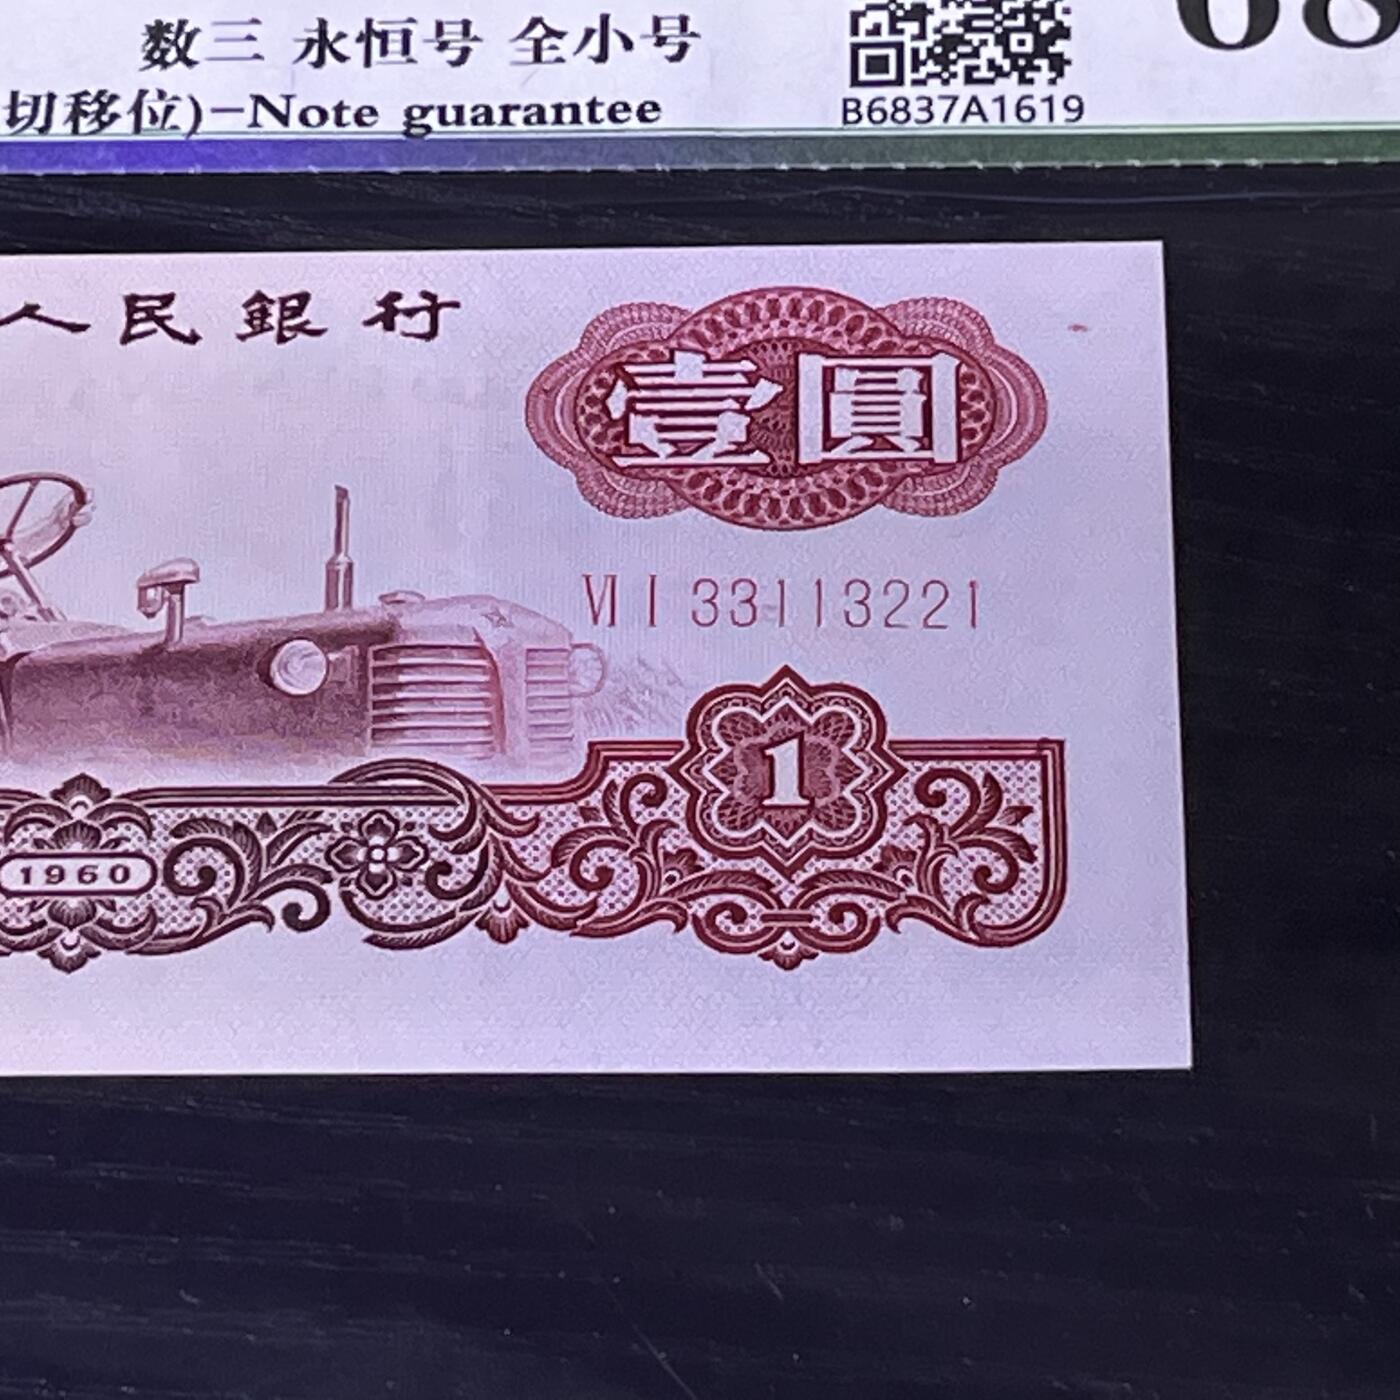 数三 永恒号 全小号
68
切移位)-Note guarantee
B6837A1619
人民銀行
壹圓
VI I 33113221
1
1960